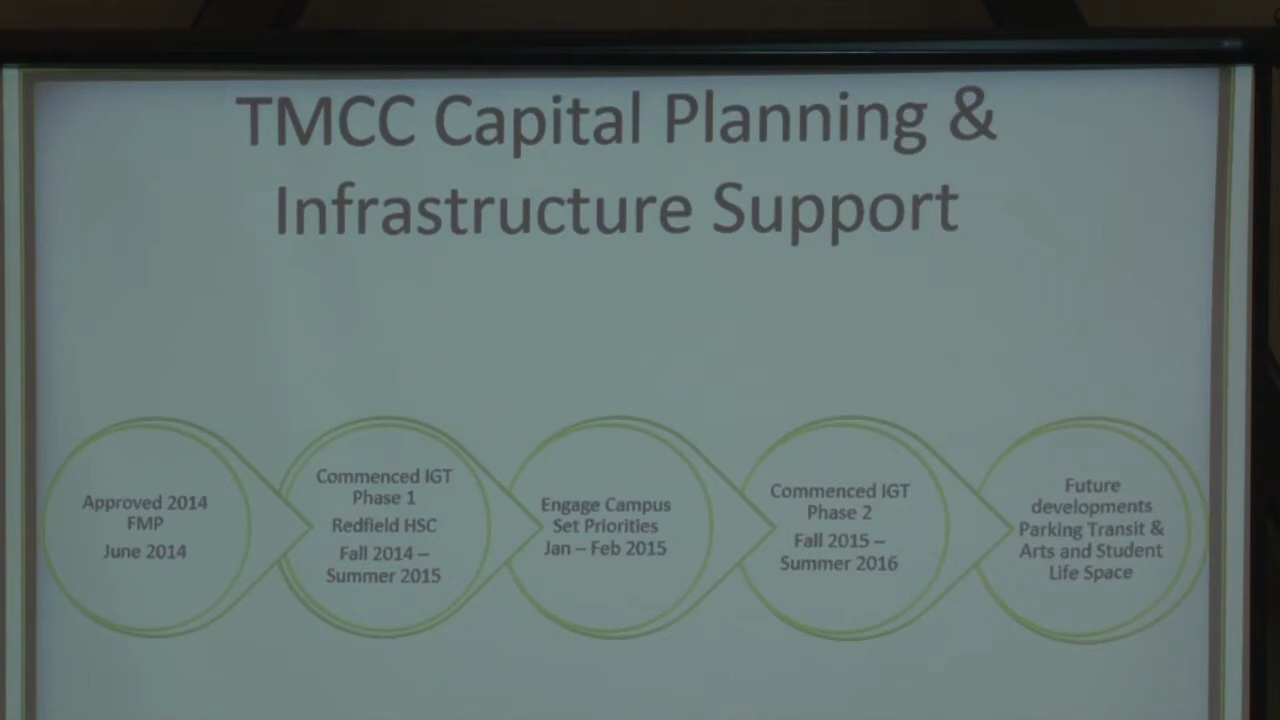 TMCC Capital Planning &
Infrastructure Support
Approved 2014
FMP
June 2014
Commenced IGT
Phase 1
Redfield HSC
Fall 2014 –
Summer 2015
Engage Campus
Set Priorities
Jan – Feb 2015
Commenced IGT
Phase 2
Fall 2015 –
Summer 2016
Future
developments
Parking Transit &
Arts and Student
Life Space